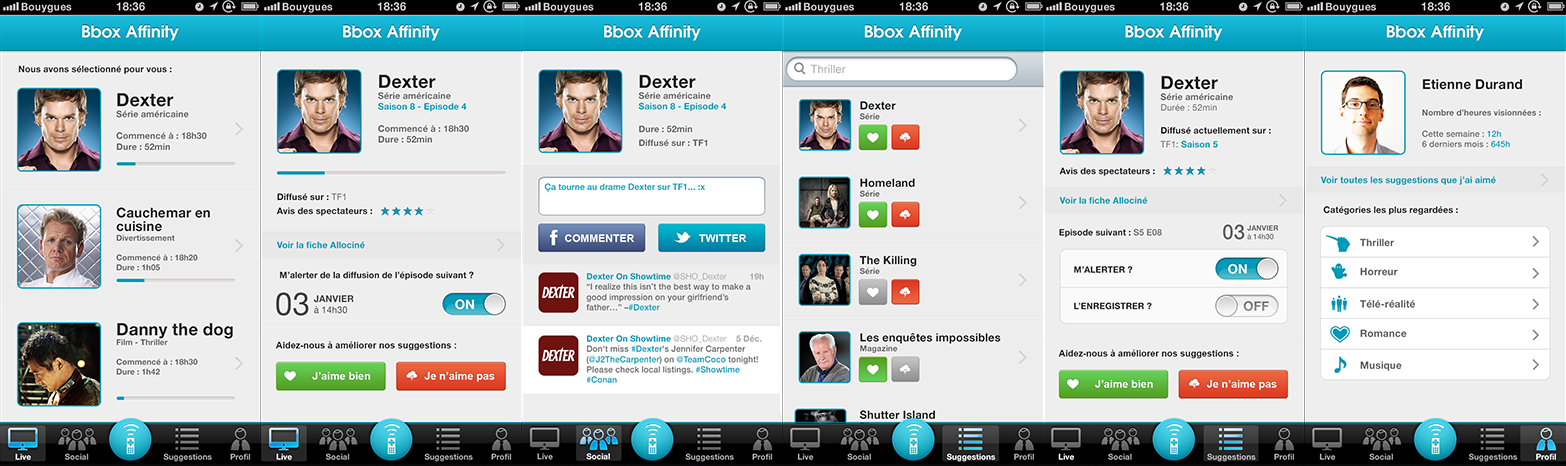 Bouygues 18:36
Bbox Affinity
Nous avons sélectionné pour vous :
Dexter
Série américaine
Commencé à : 18h30
Dure : 52min
Cauchemar en
cuisine
Divertissement
Commencé à : 18h20
Dure : 1h05
Danny the dog
Film - Thriller
Commencé à : 18h30
Dure : 1h42
Live Social Suggestions Profil
Bouygues 18:36
Bbox Affinity
Dexter
Série américaine
Saison 8 - Episode 4
Commencé à : 18h30
Dure : 52min
Diffusé sur : TF1
Avis des spectateurs :
Voir la fiche Allociné
M'alerter de la diffusion de l'épisode suivant ?
03 JANVIER
à 14h30
ON
Aidez-nous à améliorer nos suggestions :
J'aime bien Je n'aime pas
Live Social Suggestions Profil
Bouygues 18:36
Bbox Affinity
Dexter
Série américaine
Saison 8 - Episode 4
Dure : 52min
Diffusé sur : TF1
Ça tourne au drame Dexter sur TF1... :x
f COMMENTER TWITTER
DEXTER
Dexter On Showtime @SHO_Dexter 19h
“I realize this isn't the best way to make a
good impression on your girlfriend's
father...” –#Dexter
DEXTER
Dexter On Showtime @SHO_Dexter 5 Déc.
Don't miss #Dexter's Jennifer Carpenter
(@J2TheCarpenter) on @TeamCoco tonight!
Please check local listings. #Showtime
#Conan
Live Social Suggestions Profil
Bouygues 18:36
Bbox Affinity
Thriller
Dexter
Série
Homeland
Série
The Killing
Série
Les enquêtes impossibles
Magazine
Shutter Island
Live Social Suggestions Profil
Bouygues 18:36
Bbox Affinity
Dexter
Série américaine
Durée : 52min
Diffusé actuellement sur :
TF1: Saison 5
Avis des spectateurs :
Voir la fiche Allociné
Episode suivant : S5 E08
03 JANVIER
à 14h30
M'ALERTER ? ON
L'ENREGISTRER ? OFF
Aidez-nous à améliorer nos suggestions :
J'aime bien Je n'aime pas
Live Social Suggestions Profil
Bouygues 18:36
Bbox Affinity
Etienne Durand
Nombre d'heures visionnées :
Cette semaine : 12h
6 derniers mois : 645h
Voir toutes les suggestions que j'ai aimé
Catégories les plus regardées :
Thriller
Horreur
Télé-réalité
Romance
Musique
Live Social Suggestions Profil